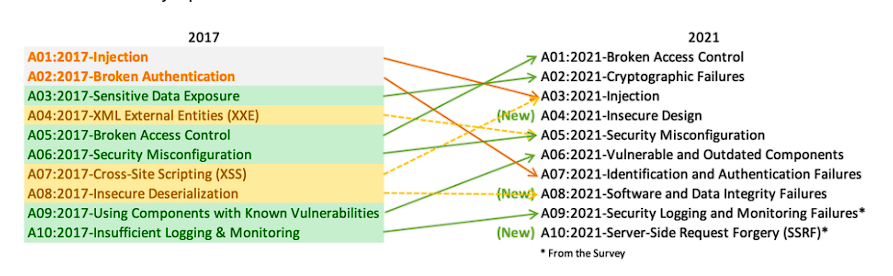 2017
2021
A01:2017-Injection
A01:2021-Broken Access Control
A02:2017-Broken Authentication
A02:2021-Cryptographic Failures
A03:2017-Sensitive Data Exposure
A03:2021-Injection
A04:2017-XML External Entities (XXE)
(New) A04:2021-Insecure Design
A05:2017-Broken Access Control
A05:2021-Security Misconfiguration
A06:2017-Security Misconfiguration
A06:2021-Vulnerable and Outdated Components
A07:2017-Cross-Site Scripting (XSS)
A07:2021-Identification and Authentication Failures
A08:2017-Insecure Deserialization
(New) A08:2021-Software and Data Integrity Failures
A09:2017-Using Components with Known Vulnerabilities
A09:2021-Security Logging and Monitoring Failures*
A10:2017-Insufficient Logging & Monitoring
(New) A10:2021-Server-Side Request Forgery (SSRF)*
* From the Survey